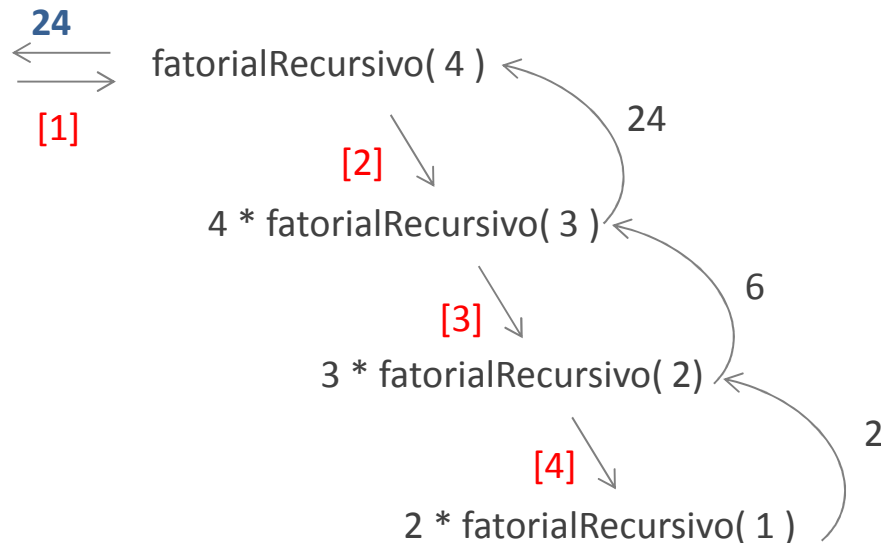 24
fatorialRecursivo( 4 )
[1]
24
[2]
4 * fatorialRecursivo( 3 )
6
[3]
3 * fatorialRecursivo( 2)
2
[4]
2 * fatorialRecursivo( 1 )